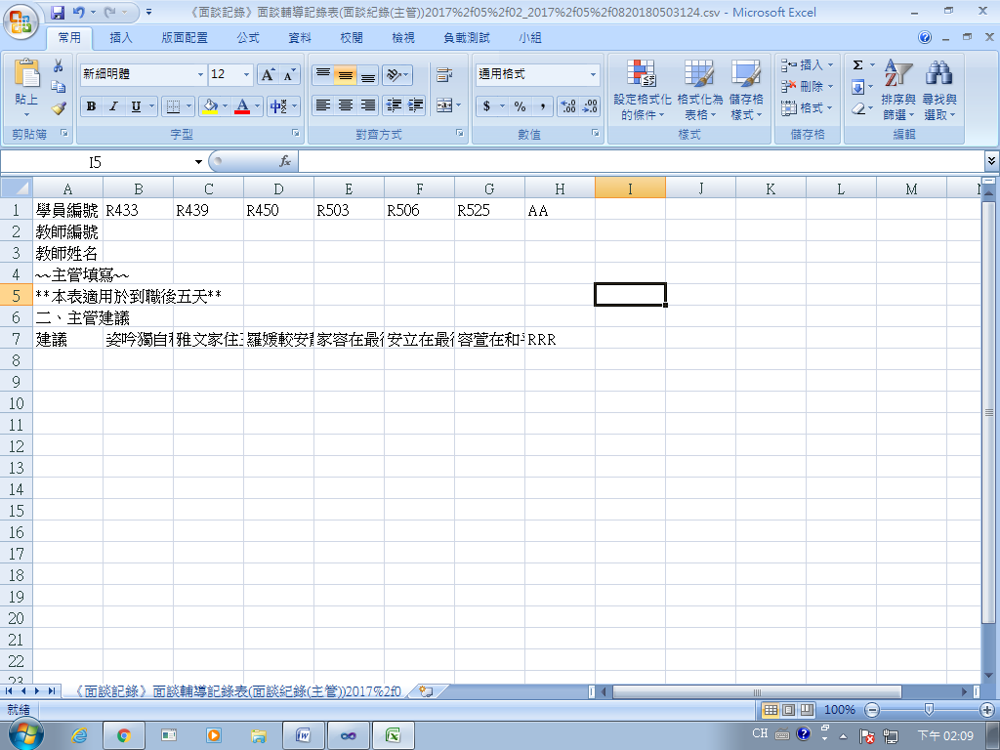 《面談記錄》面談輔導記錄表(面談紀錄(主管))2017%2f05%2f02_2017%2f05%2f0820180503124.csv - Microsoft Excel
常用 插入 版面配置 公式 資料 校閱 檢視 負載測試 小組
貼上 新細明體 12 通用格式 設定格式化的條件 格式化為表格 儲存格樣式 插入 刪除 格式 排序與篩選 尋找與選取
B I U A 中 $ % , .00 Σ
剪貼簿 字型 對齊方式 數值 樣式 儲存格 編輯
I5 fx
A B C D E F G H I J K L M
1 學員編號 R433 R439 R450 R503 R506 R525 AA
2 教師編號
3 教師姓名
4 ~~主管填寫~~
5 **本表適用於到職後五天**
6 二、主管建議
7 建議 姿吟獨自 雅文家住 羅媛較安 家容在最 安立在最 容萱在和 RRR
8
9
10
11
12
13
14
15
16
17
18
19
20
21
22
23
《面談記錄》面談輔導記錄表(面談紀錄(主管))2017%2f0
就緒 100%
CH 下午 02:09